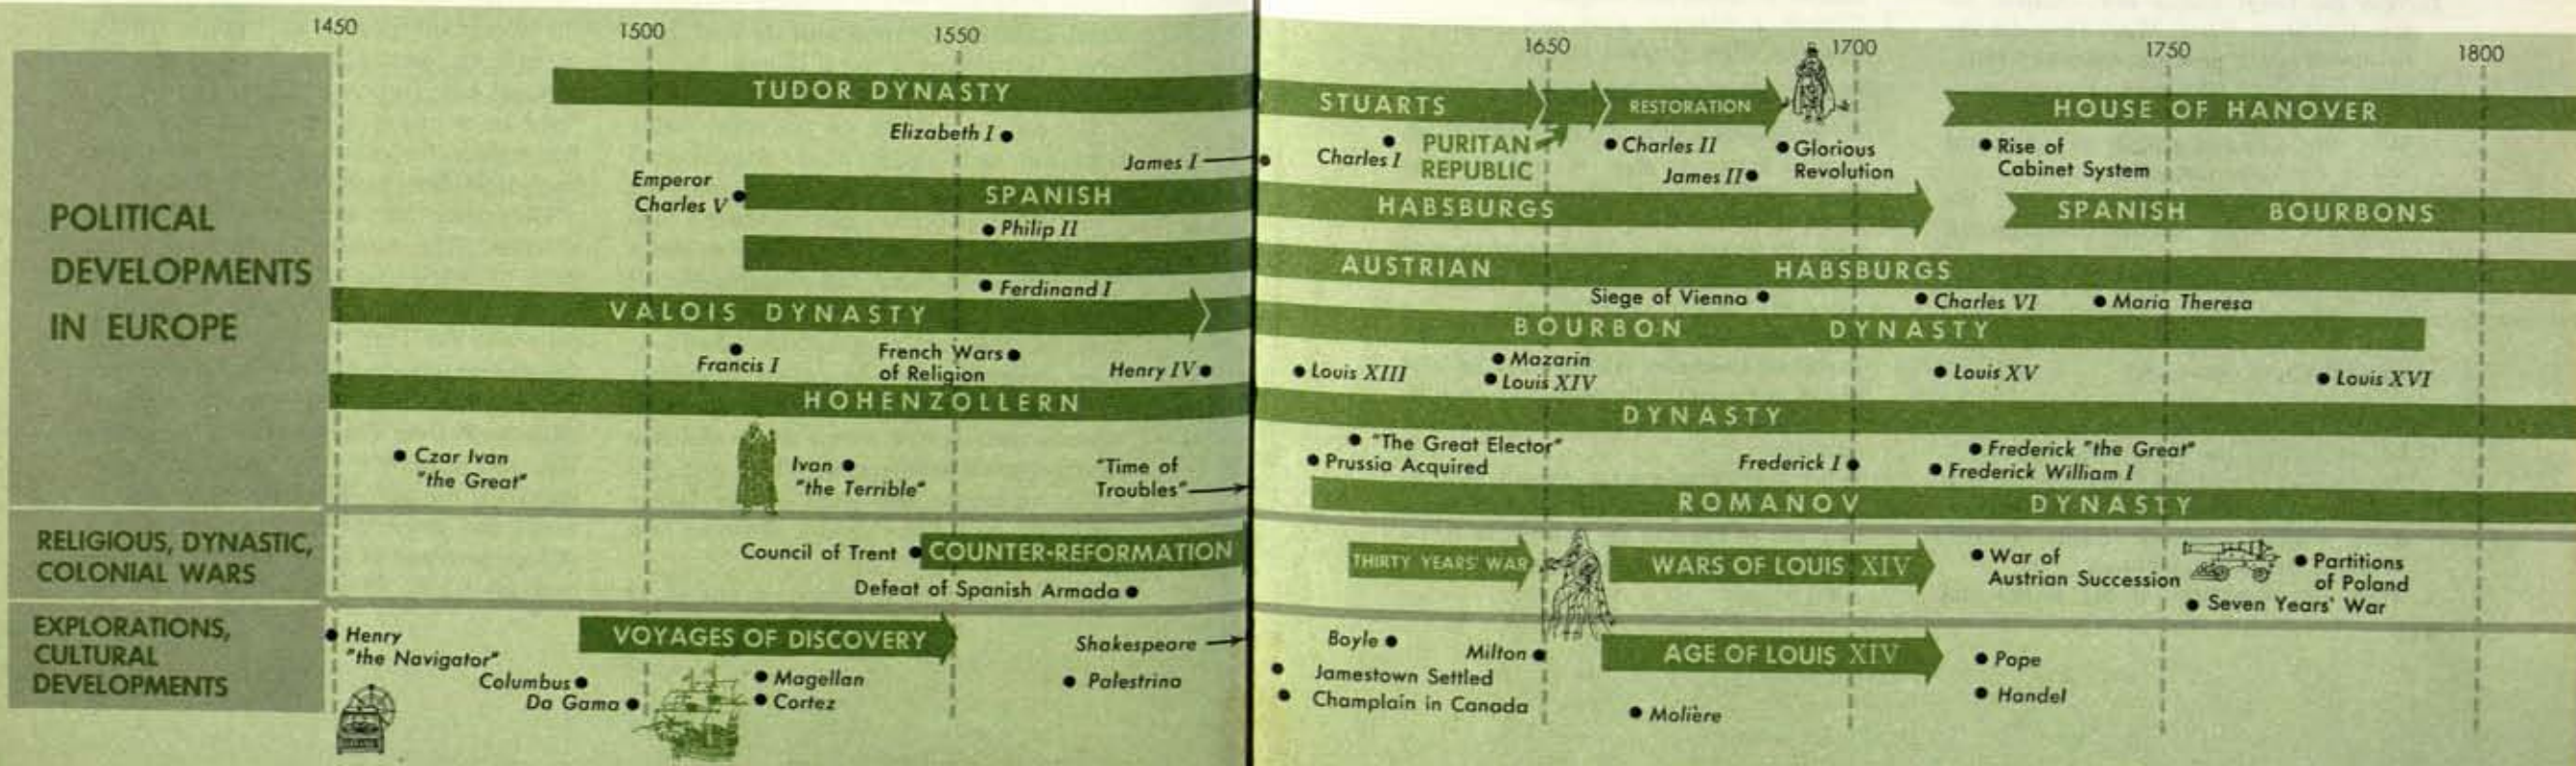 1450
1500
1550
1650
1700
1750
1800
POLITICAL
DEVELOPMENTS
IN EUROPE
TUDOR DYNASTY
STUARTS
RESTORATION
HOUSE OF HANOVER
Elizabeth I
James I
Charles I
PURITAN
REPUBLIC
Charles II
James II
Glorious
Revolution
Rise of
Cabinet System
Emperor
Charles V
SPANISH
HABSBURGS
SPANISH BOURBONS
Philip II
AUSTRIAN HABSBURGS
Ferdinand I
Siege of Vienna
Charles VI
Maria Theresa
VALOIS DYNASTY
BOURBON DYNASTY
Francis I
French Wars
of Religion
Henry IV
Louis XIII
Mazarin
Louis XIV
Louis XV
Louis XVI
HOHENZOLLERN
DYNASTY
Czar Ivan
"the Great"
Ivan
"the Terrible"
"Time of
Troubles"
"The Great Elector"
Prussia Acquired
Frederick I
Frederick "the Great"
Frederick William I
ROMANOV DYNASTY
RELIGIOUS, DYNASTIC,
COLONIAL WARS
Council of Trent
COUNTER-REFORMATION
Defeat of Spanish Armada
THIRTY YEARS' WAR
WARS OF LOUIS XIV
War of
Austrian Succession
Partitions
of Poland
Seven Years' War
EXPLORATIONS,
CULTURAL
DEVELOPMENTS
Henry
"the Navigator"
VOYAGES OF DISCOVERY
Columbus
Da Gama
Magellan
Cortez
Shakespeare
Palestrina
Boyle
Milton
Jamestown Settled
Champlain in Canada
AGE OF LOUIS XIV
Molière
Pope
Handel